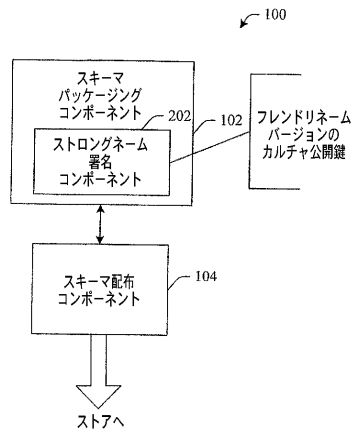 100
スキーマ
パッケージング
コンポーネント
202
102
ストロングネーム
署名
コンポーネント
フレンドリネーム
バージョンの
カルチャ公開鍵
スキーマ配布
コンポーネント
104
ストアへ